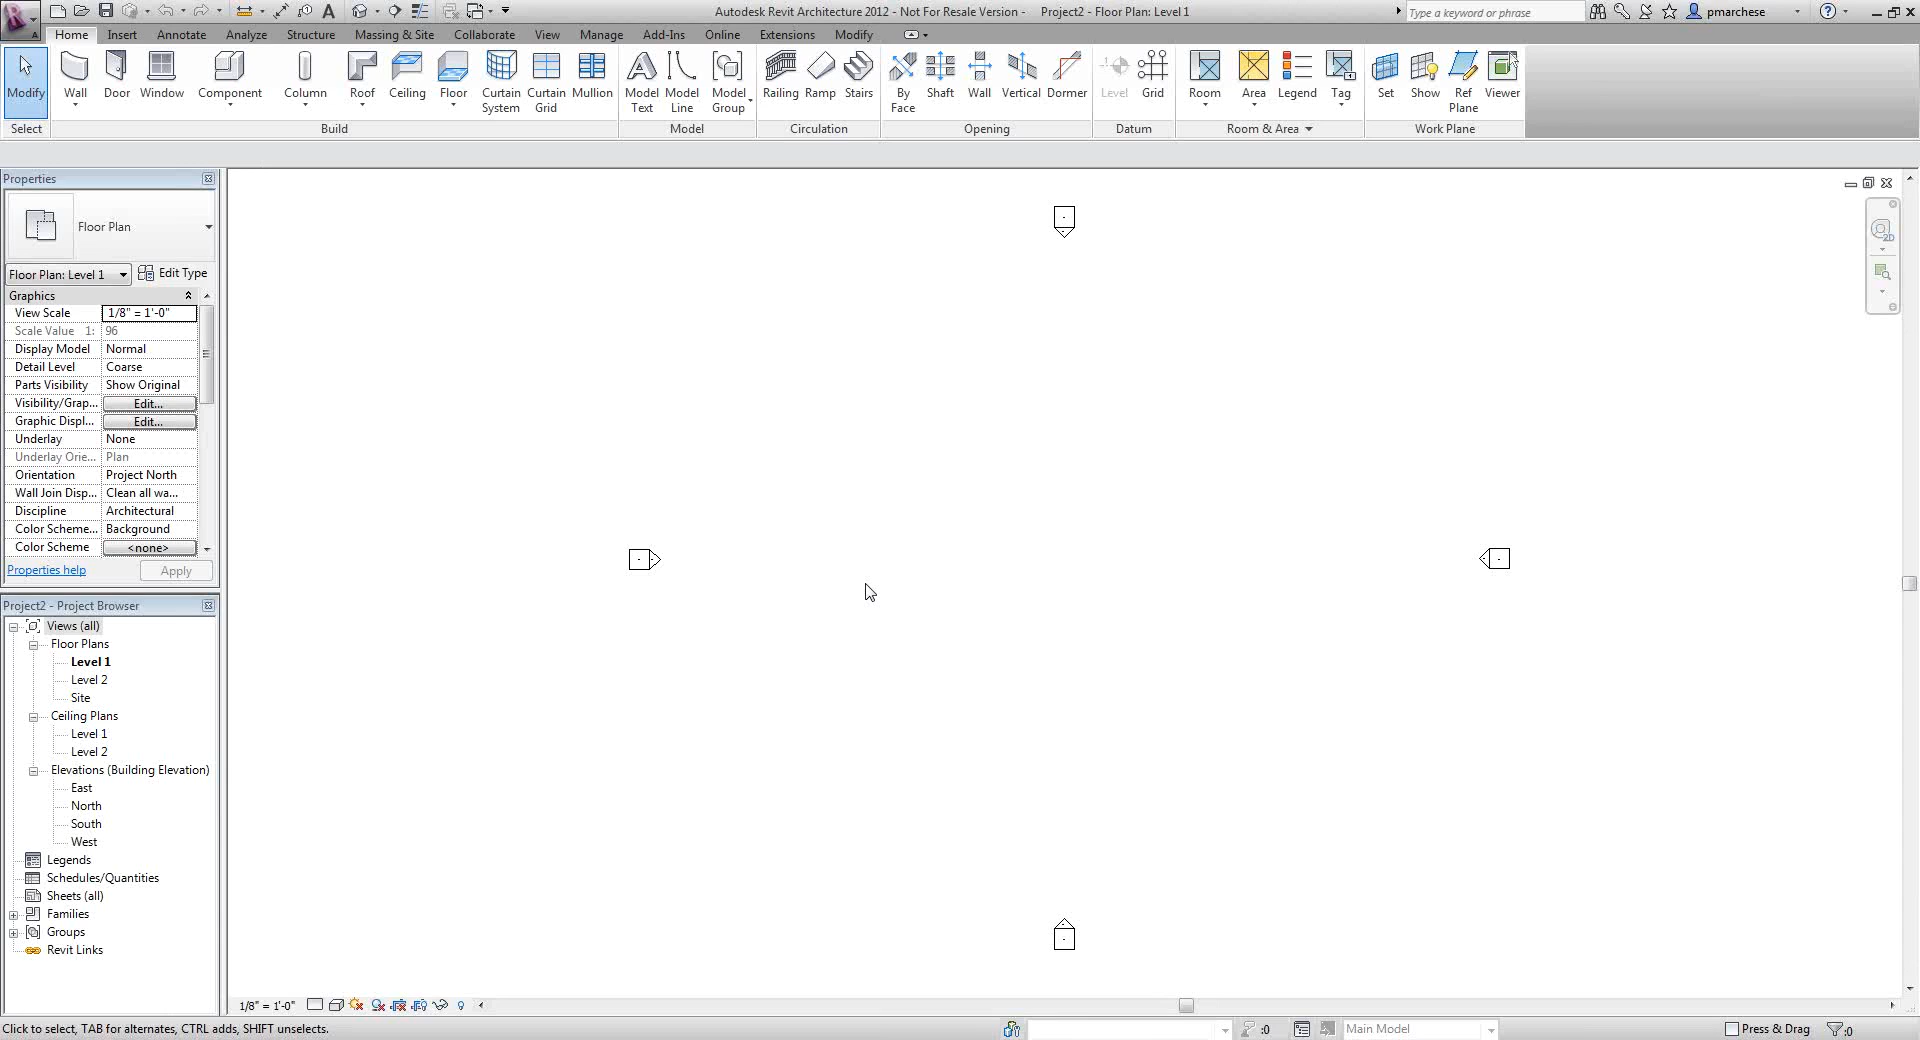 Autodesk Revit Architecture 2012 - Not For Resale Version - Project2 - Floor Plan: Level 1
Type a keyword or phrase
pmarchese
Home Insert Annotate Analyze Structure Massing & Site Collaborate View Manage Add-Ins Online Extensions Modify
Modify Wall Door Window Component Column Roof Ceiling Floor Curtain System Curtain Grid Mullion Model Text Model Line Model Group Railing Ramp Stairs By Face Shaft Wall Vertical Dormer Level Grid Room Area Legend Tag Set Show Ref Plane Viewer
Select Build Model Circulation Opening Datum Room & Area Work Plane
Properties
Floor Plan
Floor Plan: Level 1 Edit Type
Graphics
View Scale 1/8" = 1'-0"
Scale Value 1: 96
Display Model Normal
Detail Level Coarse
Parts Visibility Show Original
Visibility/Grap... Edit...
Graphic Displ... Edit...
Underlay None
Underlay Orie... Plan
Orientation Project North
Wall Join Disp... Clean all wa...
Discipline Architectural
Color Scheme... Background
Color Scheme <none>
Properties help Apply
Project2 - Project Browser
Views (all)
Floor Plans
Level 1
Level 2
Site
Ceiling Plans
Level 1
Level 2
Elevations (Building Elevation)
East
North
South
West
Legends
Schedules/Quantities
Sheets (all)
Families
Groups
Revit Links
2D
1/8" = 1'-0"
Click to select, TAB for alternates, CTRL adds, SHIFT unselects.
:0
Main Model
Press & Drag
:0